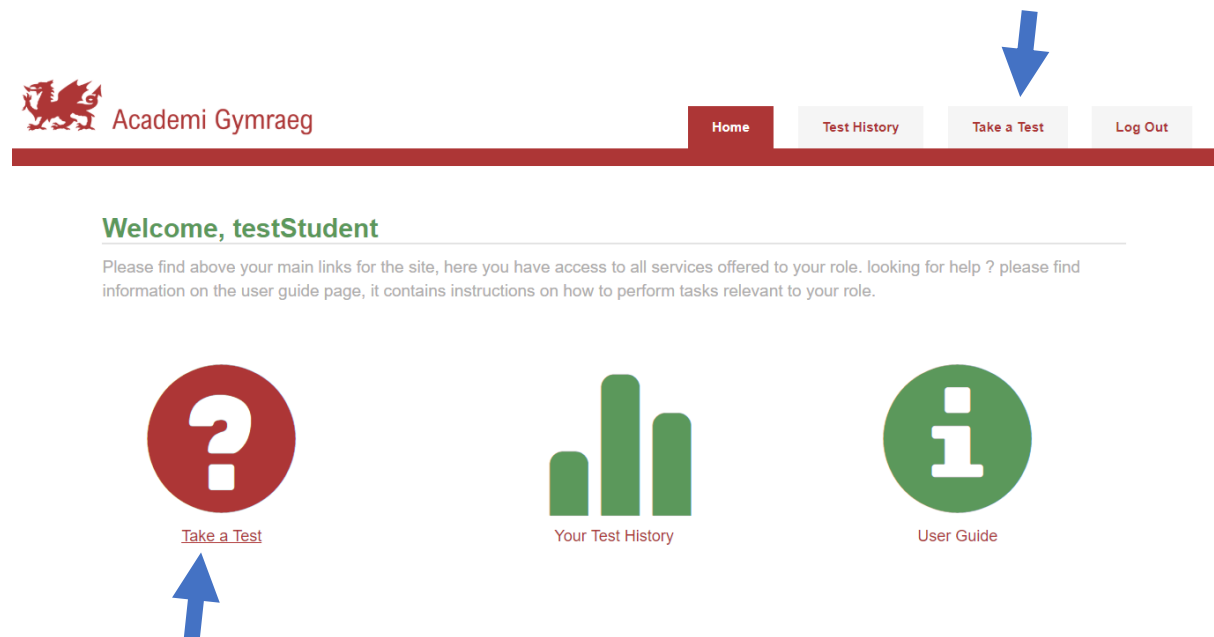 Academi Gymraeg
Home Test History Take a Test Log Out
Welcome, testStudent
Please find above your main links for the site, here you have access to all services offered to your role. looking for help ? please find
information on the user guide page, it contains instructions on how to perform tasks relevant to your role.
Take a Test Your Test History User Guide